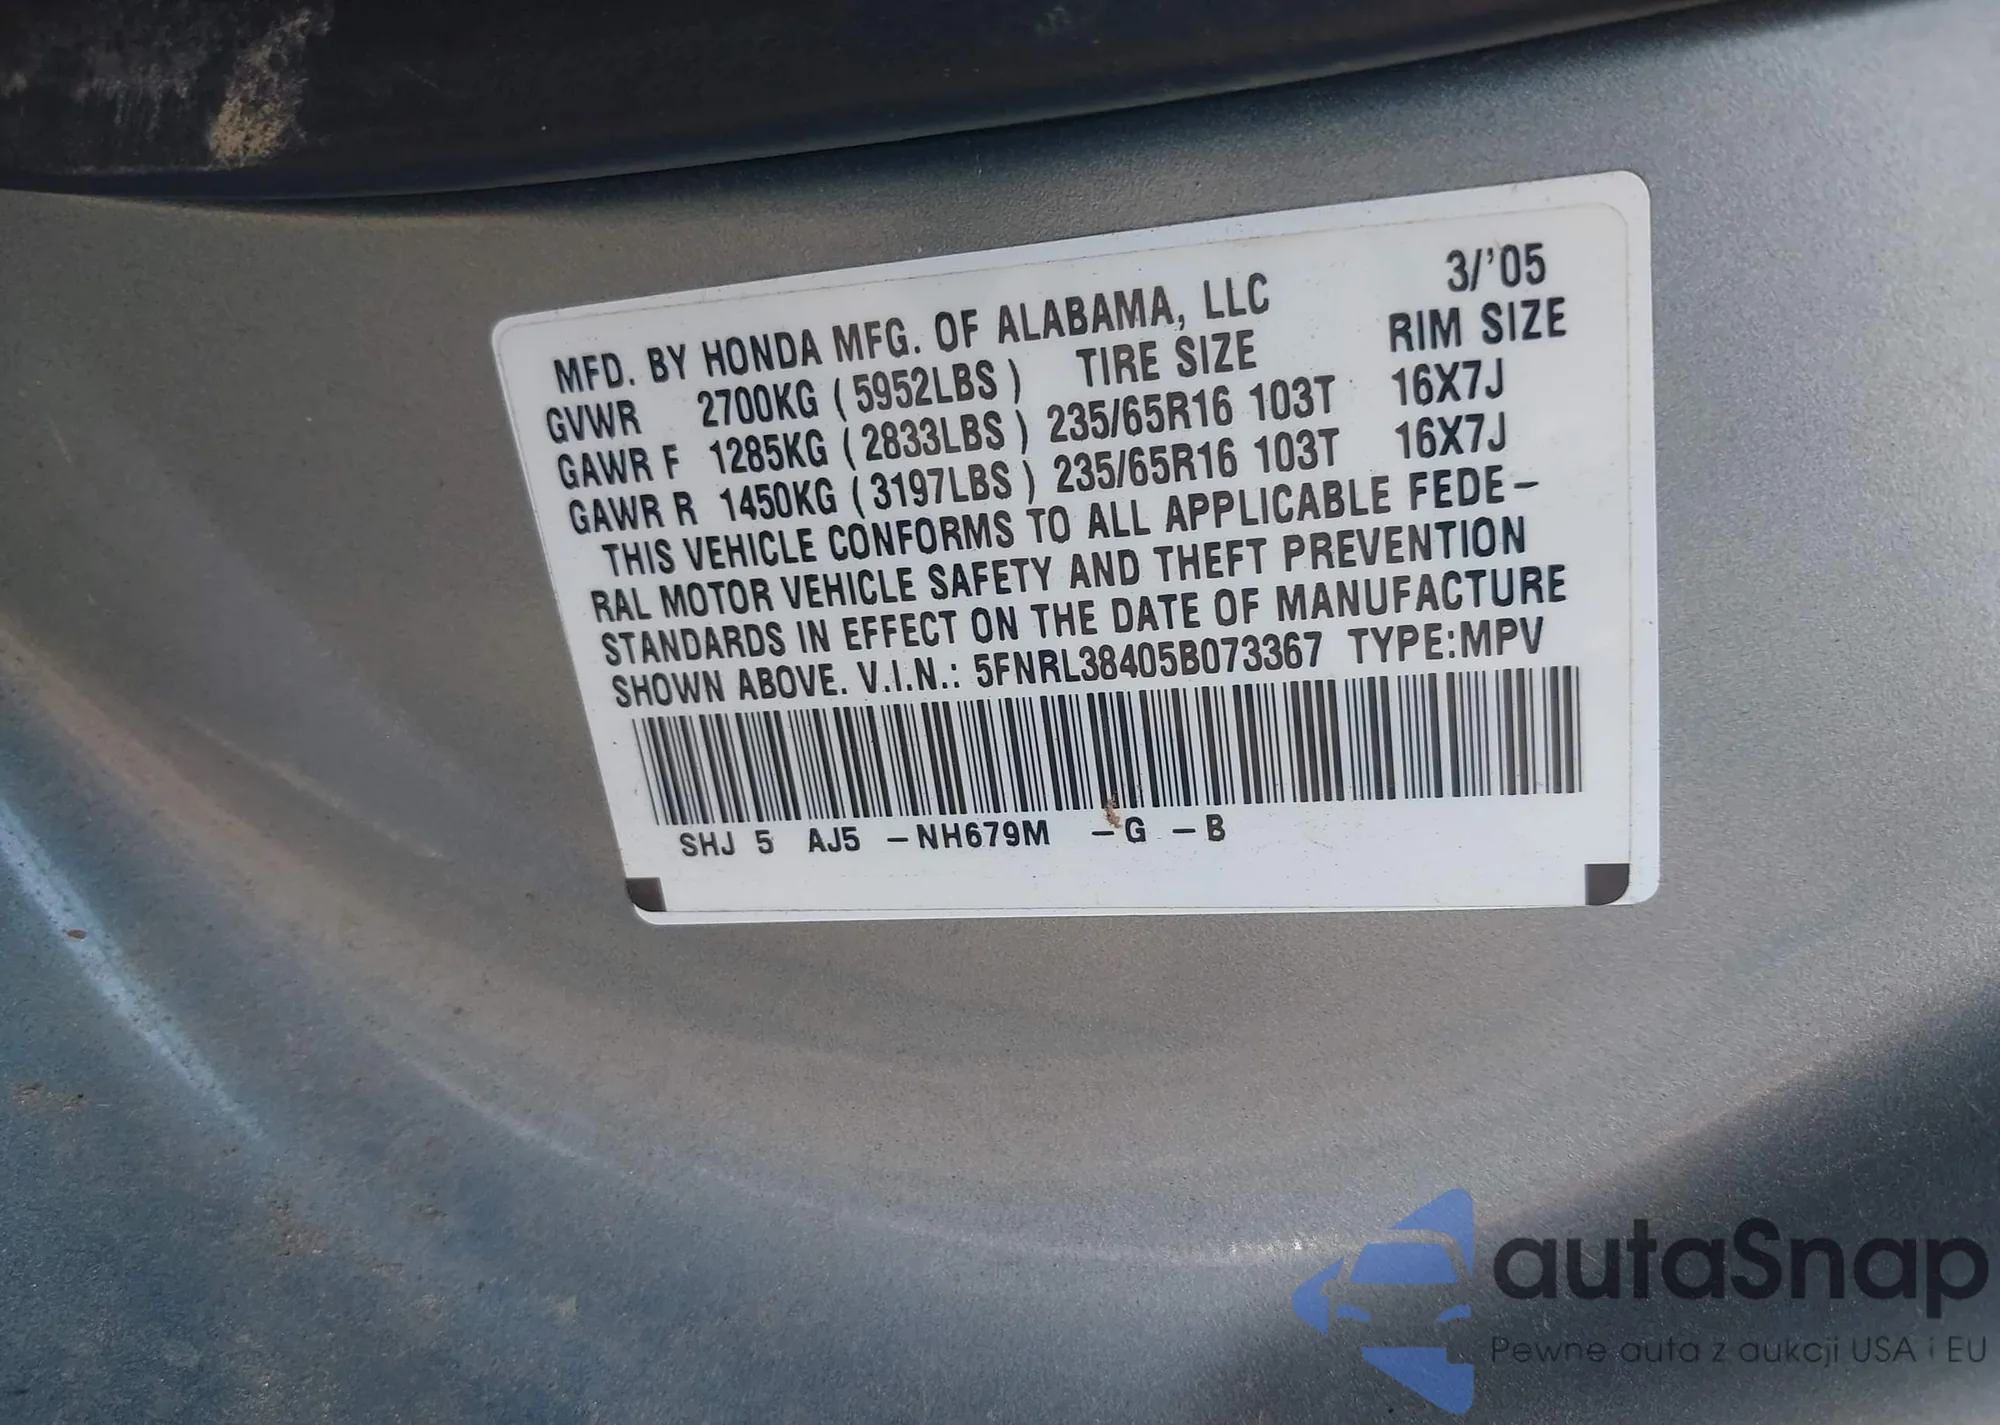 MFD. BY HONDA MFG. OF ALABAMA, LLC 3/'05
GVWR 2700KG (5952LBS) TIRE SIZE RIM SIZE
GAWR F 1285KG (2833LBS) 235/65R16 103T 16X7J
GAWR R 1450KG (3197LBS) 235/65R16 103T 16X7J
THIS VEHICLE CONFORMS TO ALL APPLICABLE FEDE-
RAL MOTOR VEHICLE SAFETY AND THEFT PREVENTION
STANDARDS IN EFFECT ON THE DATE OF MANUFACTURE
SHOWN ABOVE. V.I.N.: 5FNRL38405B073367 TYPE:MPV
SHJ 5 AJ5 -NH679M -G -B
autaSnap
Pewne auta z aukcji USA i EU